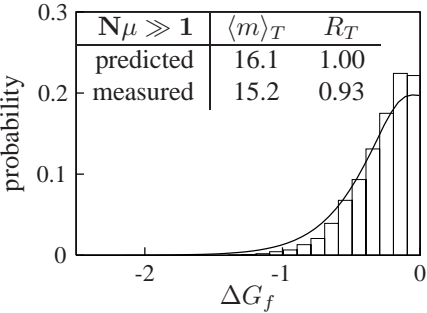 0.3
0.2
0.1
0
probability
Nμ ≫ 1 ⟨m⟩_T R_T
predicted 16.1 1.00
measured 15.2 0.93
-2 -1 0
ΔG_f